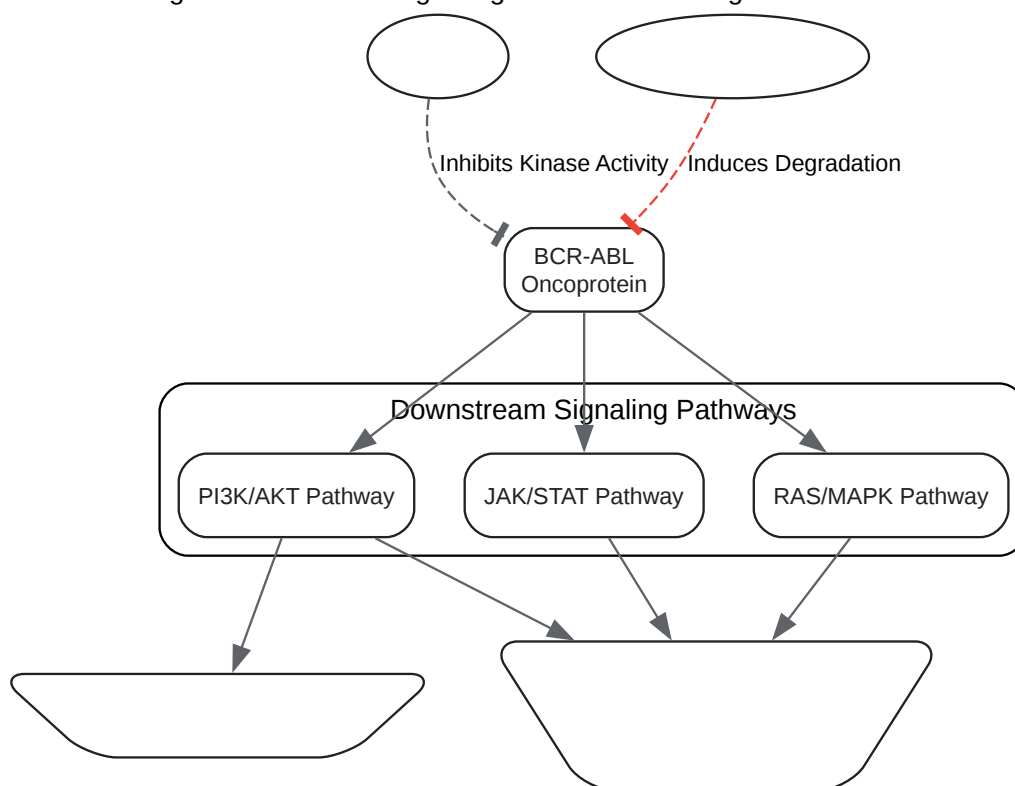 Inhibits Kinase Activity
Induces Degradation
BCR-ABL
Oncoprotein
Downstream Signaling Pathways
PI3K/AKT Pathway
JAK/STAT Pathway
RAS/MAPK Pathway